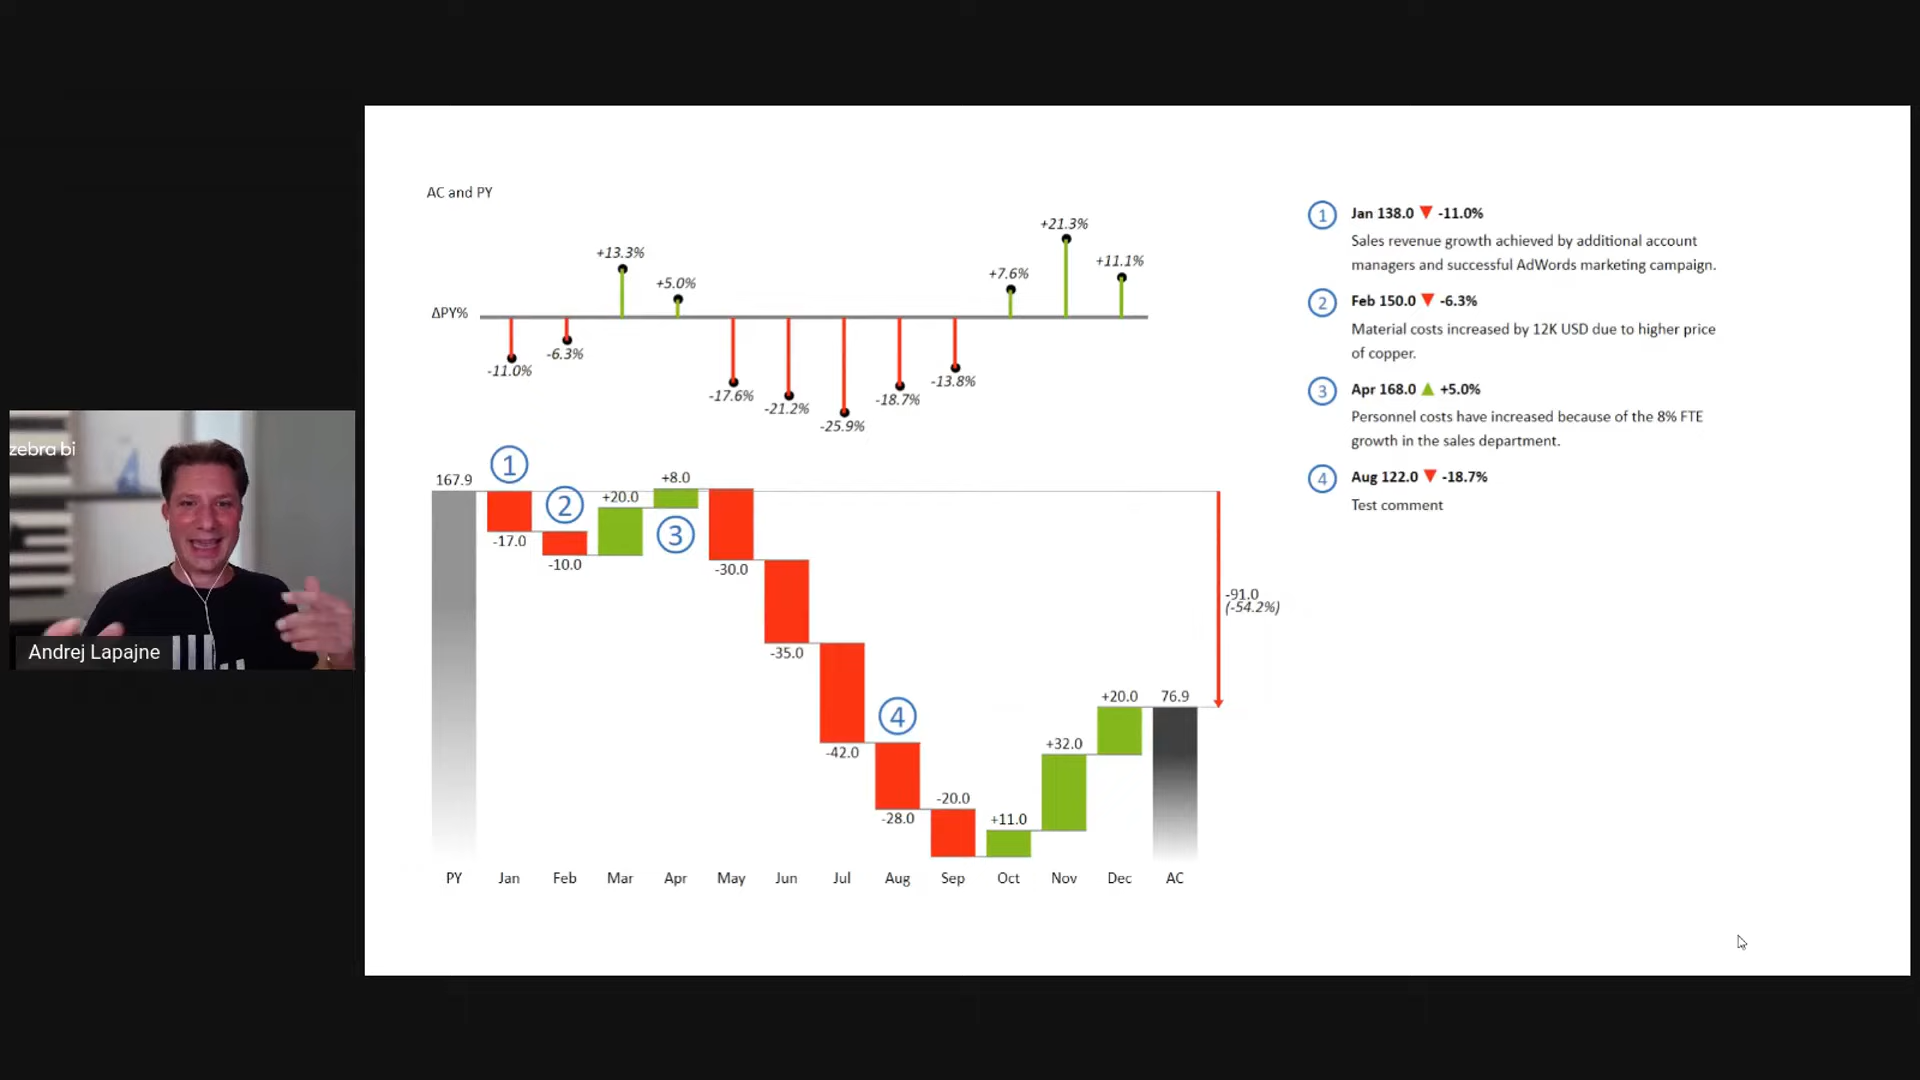 AC and PY
+21.3%
+13.3%
+11.1%
+7.6%
+5.0%
ΔPY%
-6.3%
-11.0%
-13.8%
-17.6%
-18.7%
-21.2%
-25.9%
zebra bi
Andrej Lapajne
167.9
1
2
+20.0
+8.0
3
-17.0
-10.0
-30.0
-35.0
-42.0
4
-28.0
-20.0
+11.0
+32.0
+20.0
76.9
-91.0
(-54.2%)
PY Jan Feb Mar Apr May Jun Jul Aug Sep Oct Nov Dec AC
1 Jan 138.0 ▼ -11.0%
Sales revenue growth achieved by additional account
managers and successful AdWords marketing campaign.
2 Feb 150.0 ▼ -6.3%
Material costs increased by 12K USD due to higher price
of copper.
3 Apr 168.0 ▲ +5.0%
Personnel costs have increased because of the 8% FTE
growth in the sales department.
4 Aug 122.0 ▼ -18.7%
Test comment